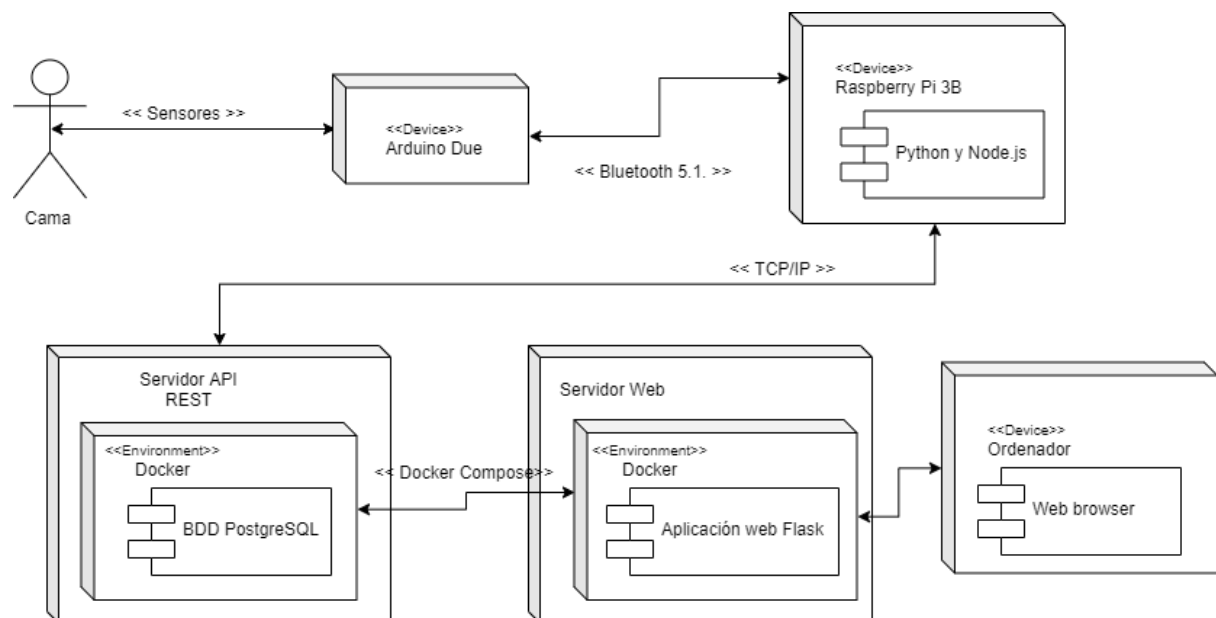 <<Device>>
Raspberry Pi 3B
Python y Node.js
<< Sensores >>
<<Device>>
Arduino Due
<< Bluetooth 5.1. >>
Cama
<< TCP/IP >>
Servidor API
REST
<<Environment>>
Docker
BDD PostgreSQL
<< Docker Compose>>
Servidor Web
<<Environment>>
Docker
Aplicación web Flask
<<Device>>
Ordenador
Web browser